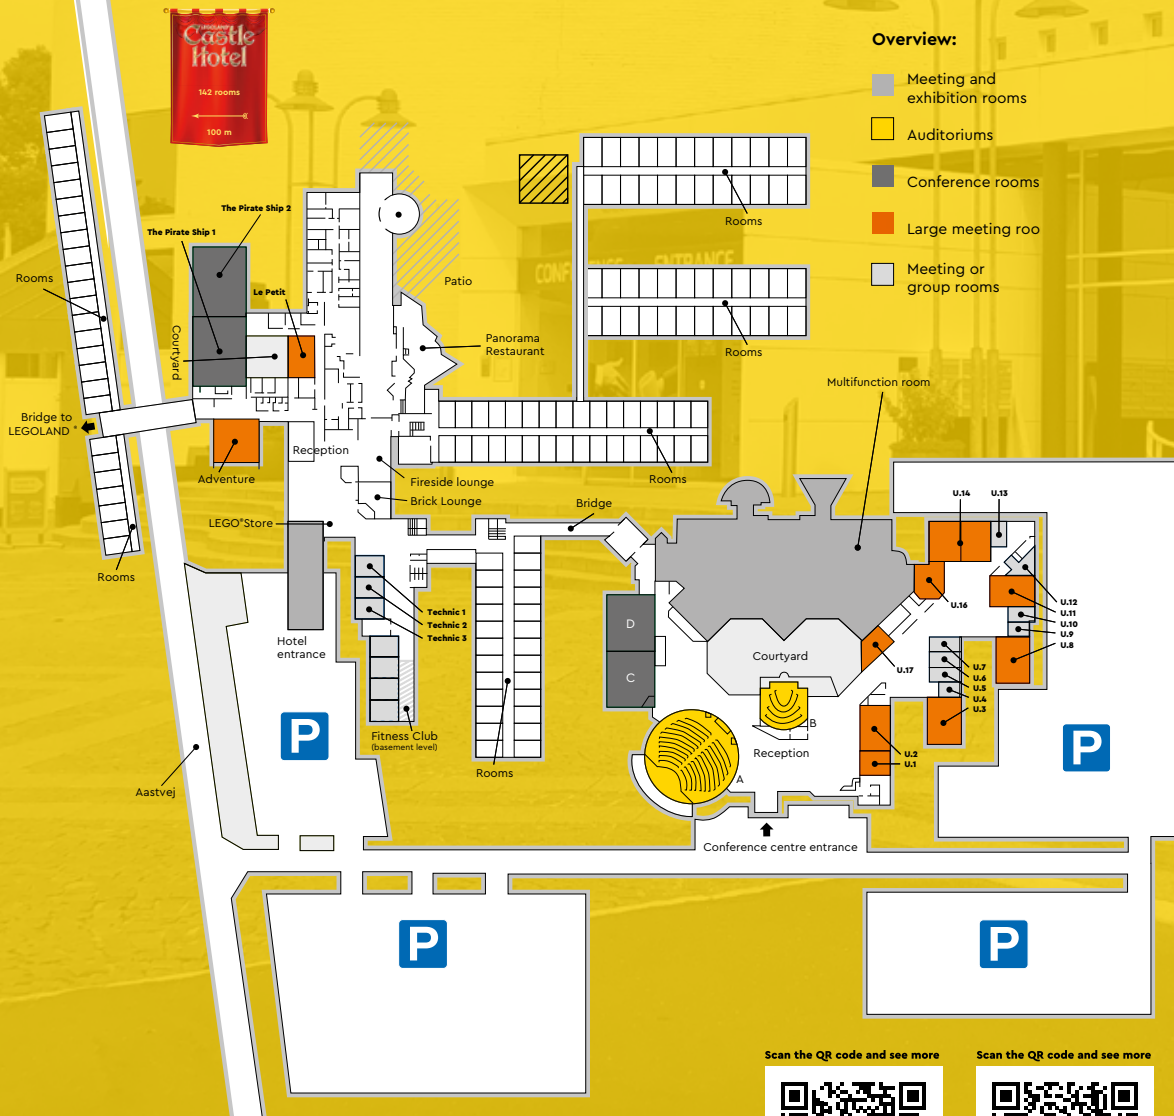 LEGOLAND
Castle
Hotel
142 rooms
100 m
Overview:
Meeting and
exhibition rooms
Auditoriums
Conference rooms
Large meeting roo
Meeting or
group rooms
CONFERENCE ENTRANCE
Rooms
The Pirate Ship 2
The Pirate Ship 1
Le Petit
Rooms
Patio
Courtyard
Panorama
Restaurant
Rooms
Multifunction room
Bridge to
LEGOLAND ®
Reception
Adventure
Fireside lounge
Rooms
Brick Lounge
LEGO® Store
Bridge
Rooms
U.14
U.13
U.16
U.12
U.11
U.10
U.9
U.8
Technic 1
Technic 2
Technic 3
Hotel
entrance
D
C
Courtyard
U.17
U.7
U.6
U.5
U.4
U.3
B
P
Fitness Club
(basement level)
Rooms
Reception
A
U.2
U.1
P
Aastvej
Conference centre entrance
P
P
Scan the QR code and see more
Scan the QR code and see more